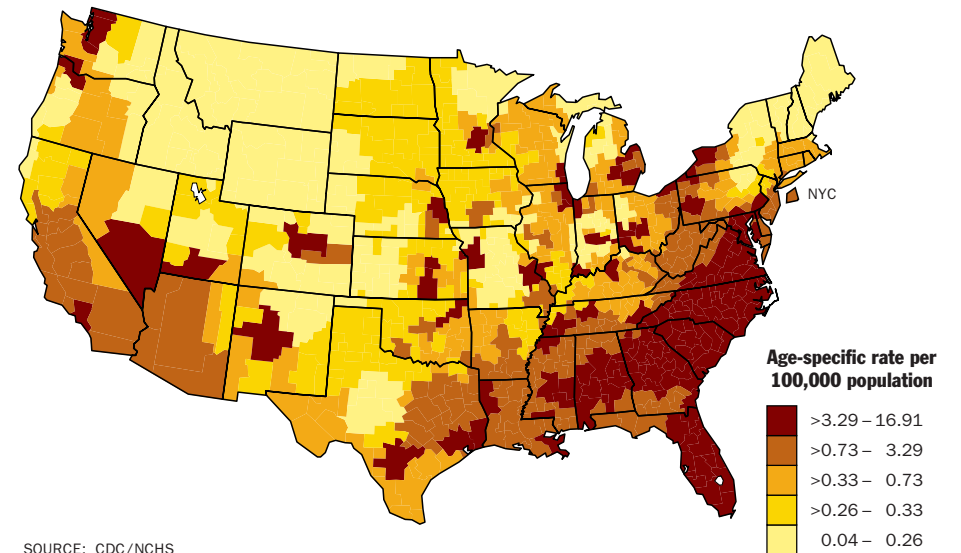 NYC
Age-specific rate per
100,000 population
>3.29 – 16.91
>0.73 – 3.29
>0.33 – 0.73
>0.26 – 0.33
0.04 – 0.26
SOURCE: CDC/NCHS